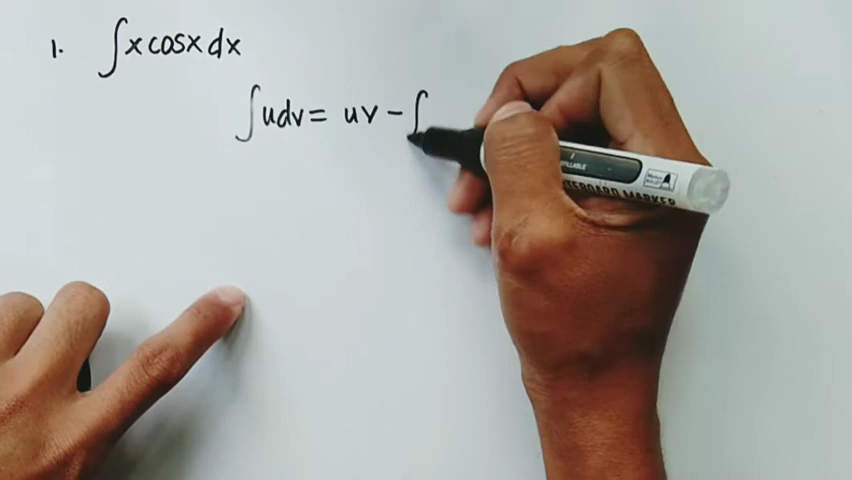 1. ∫x cosx dx
∫udv = uv - ∫